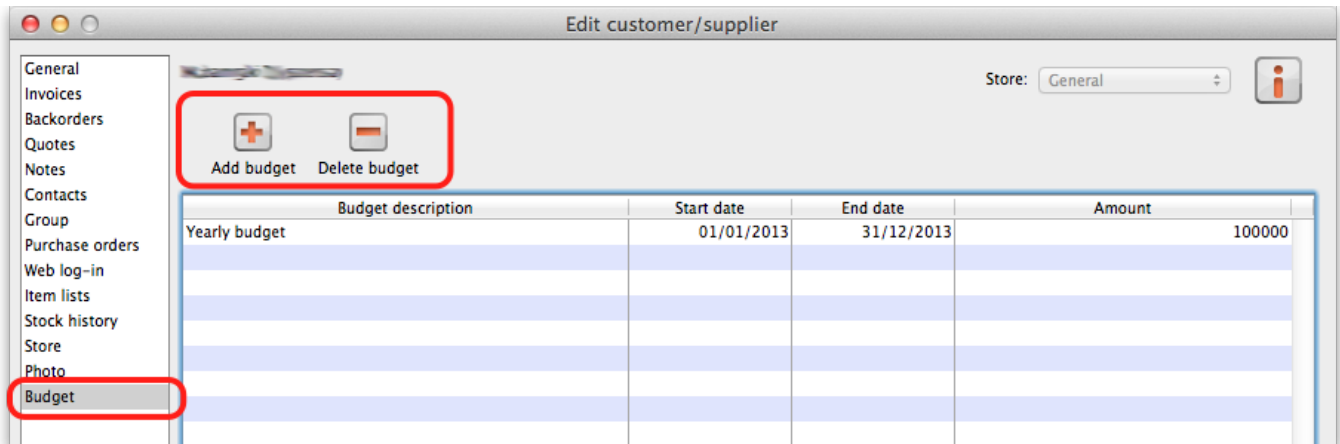 Edit customer/supplier
General
Invoices
Backorders
Quotes
Notes
Contacts
Group
Purchase orders
Web log-in
Item lists
Stock history
Store
Photo
Budget
Store: General
Add budget Delete budget
Budget description Start date End date Amount
Yearly budget 01/01/2013 31/12/2013 100000